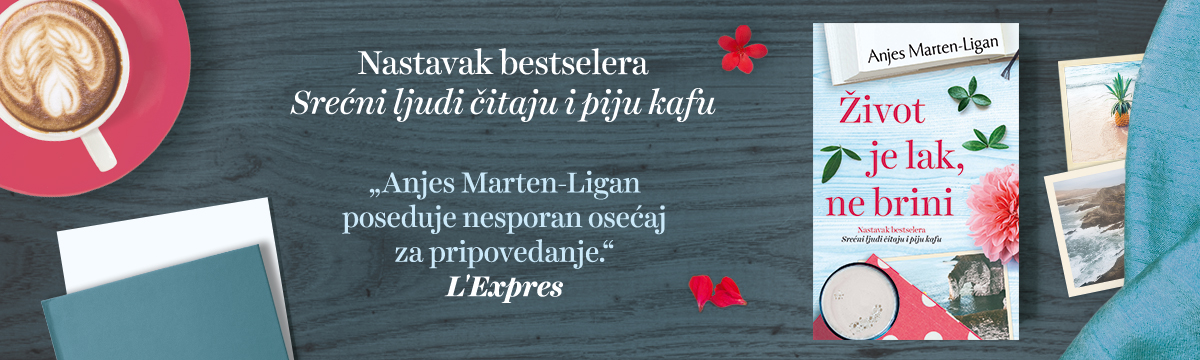 Nastavak bestselera
Srećni ljudi čitaju i piju kafu
„Anjes Marten-Ligan
poseduje nesporan osećaj
za pripovedanje.“
L'Expres
Anjes Marten-Ligan
Život
je lak,
ne brini
Nastavak bestselera
Srećni ljudi čitaju i piju kafu